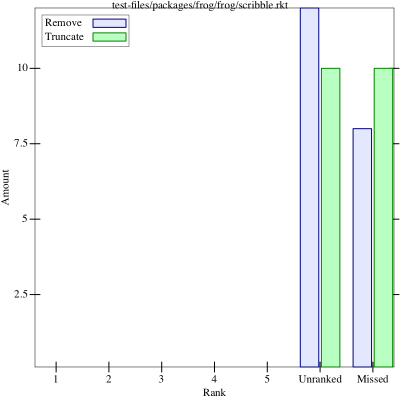 test-files/packages/frog/frog/scribble.rkt
Remove
Truncate
10
7.5
5
2.5
Amount
1 2 3 4 5 Unranked Missed
Rank